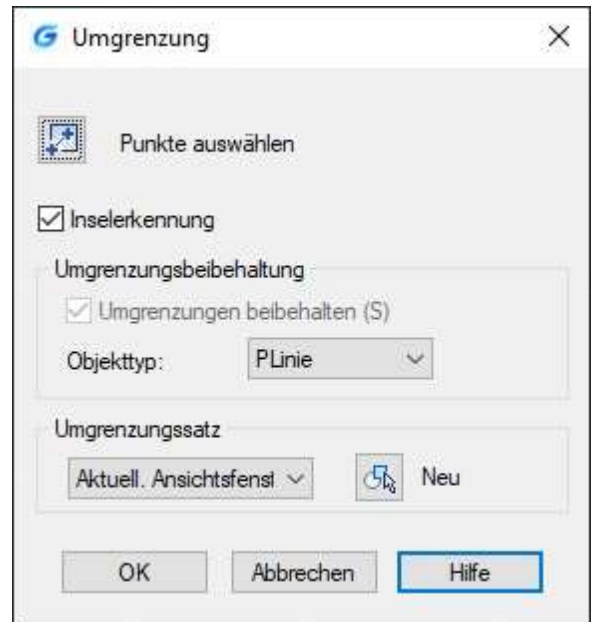 Umgrenzung
Punkte auswählen
Inselerkennung
Umgrenzungsbeibehaltung
Umgrenzungen beibehalten (S)
Objekttyp: PLinie
Umgrenzungssatz
Aktuell. Ansichtsfenst Neu
OK Abbrechen Hilfe